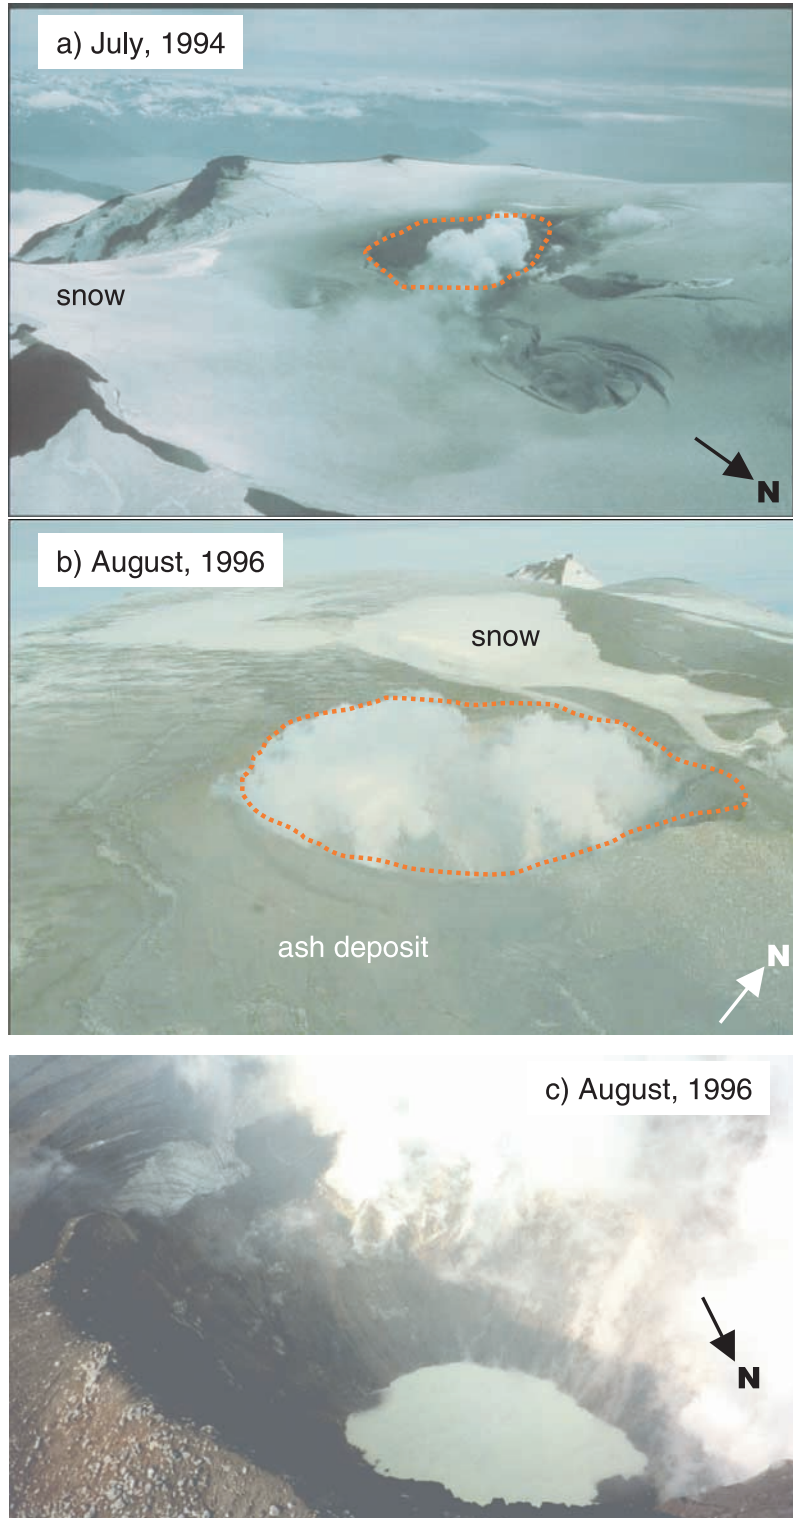 a) July, 1994
snow
N
b) August, 1996
snow
ash deposit
N
c) August, 1996
N